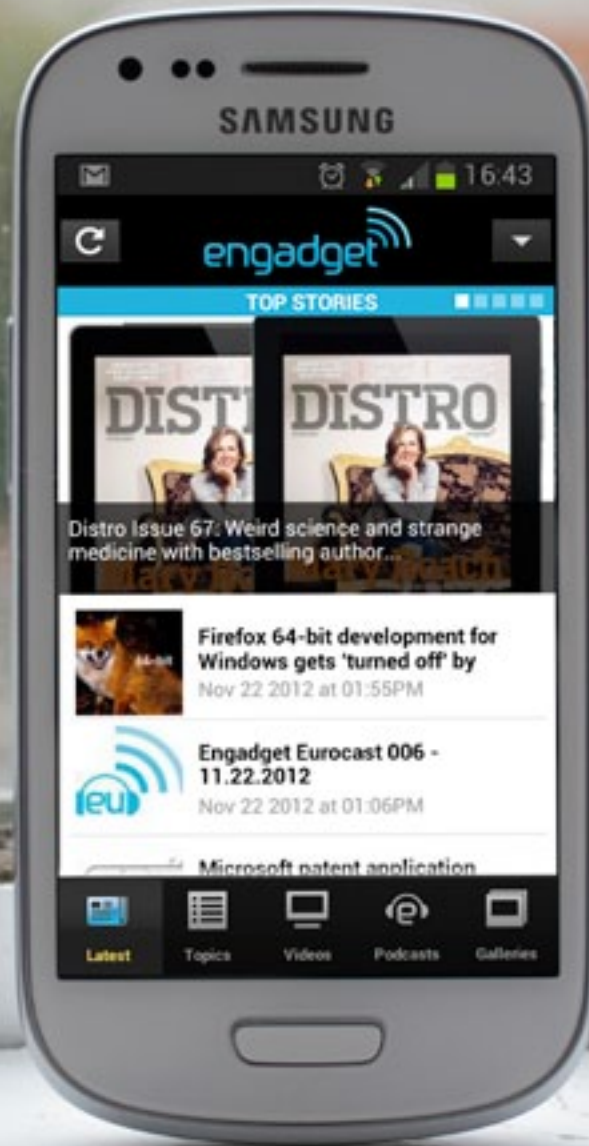 SAMSUNG
16:43
engadget
TOP STORIES
DISTRO
Distro Issue 67: Weird science and strange
medicine with bestselling author...
Mary Roach
64-bit
Firefox 64-bit development for
Windows gets 'turned off' by
Nov 22 2012 at 01:55PM
eu
Engadget Eurocast 006 -
11.22.2012
Nov 22 2012 at 01:06PM
Microsoft patent application
Latest Topics Videos Podcasts Galleries